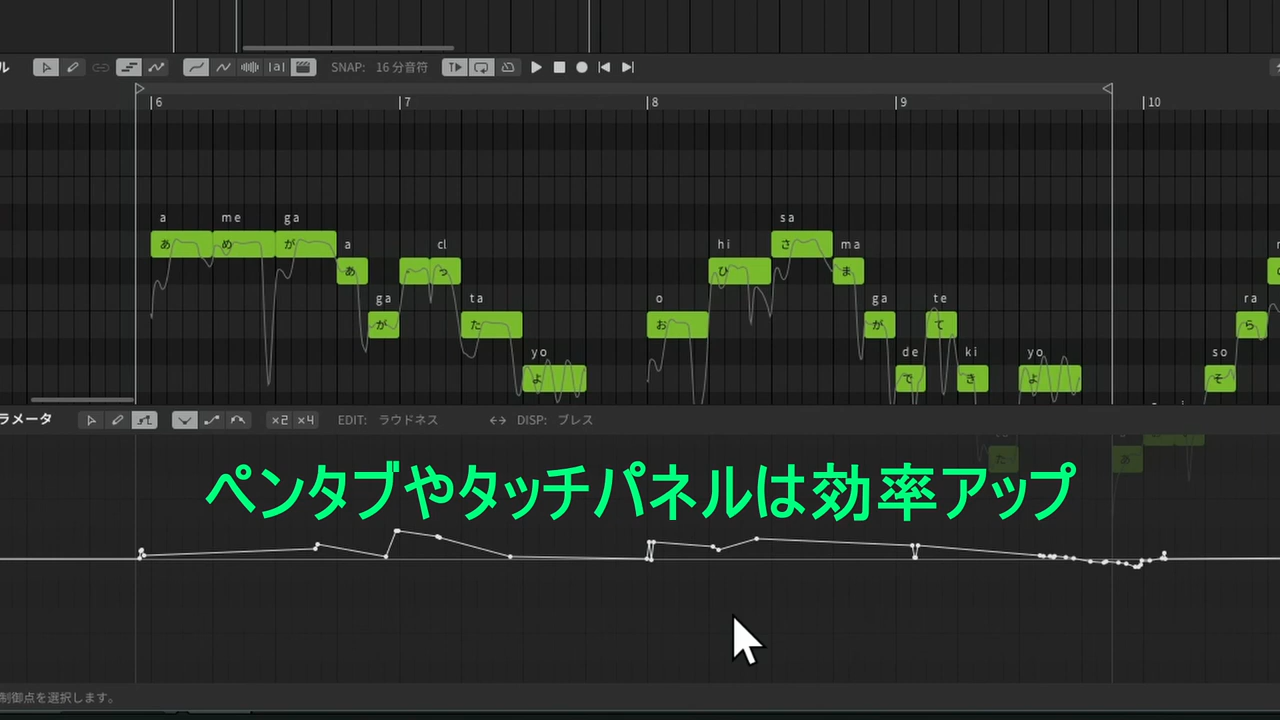 ル SNAP: 16 分音符
6 7 8 9 10
a me ga
あ め が
a cl
あ っ
ga ta
が た
yo
よ
sa
さ
hi ma
ひ ま
o ga te
お が て
de ki yo
で き よ
ra
ら
so
そ
ラメータ ×2 ×4 EDIT: ラウドネス ↔ DISP: ブレス
た あ
ペンタブやタッチパネルは効率アップ
制御点を選択します。